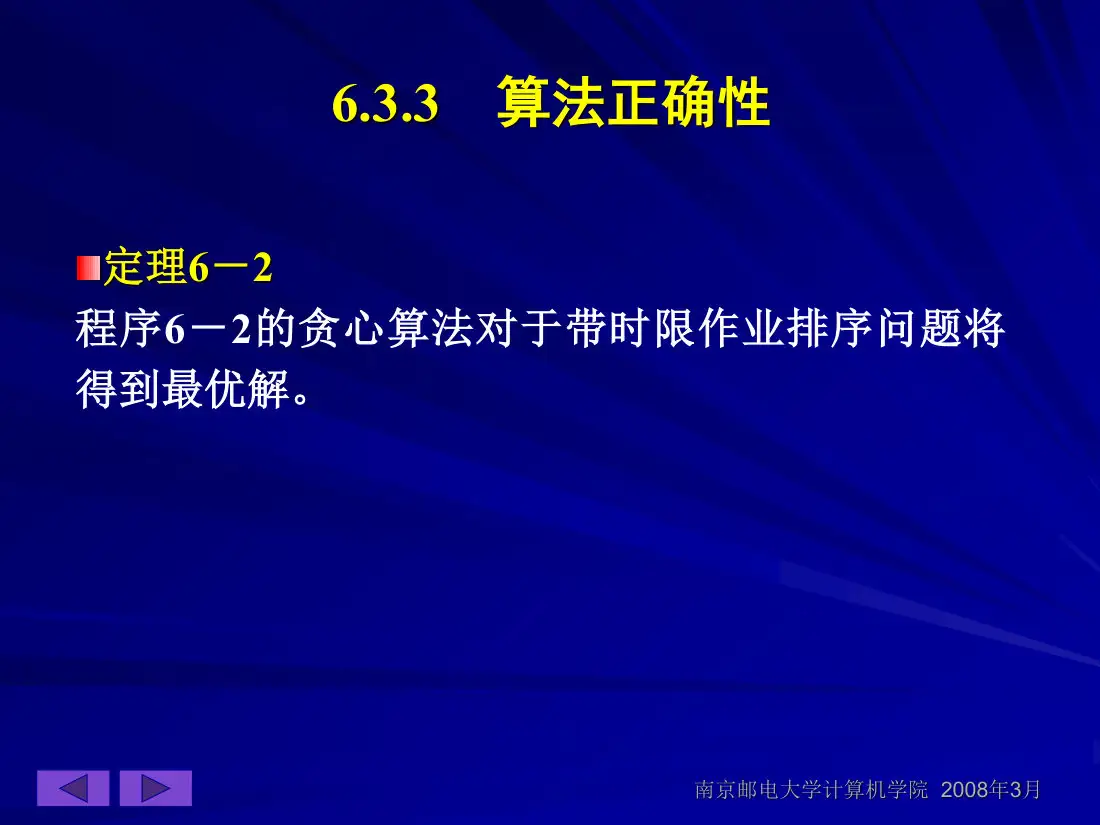 6.3.3 算法正确性
定理6－2
程序6－2的贪心算法对于带时限作业排序问题将
得到最优解。
南京邮电大学计算机学院 2008年3月